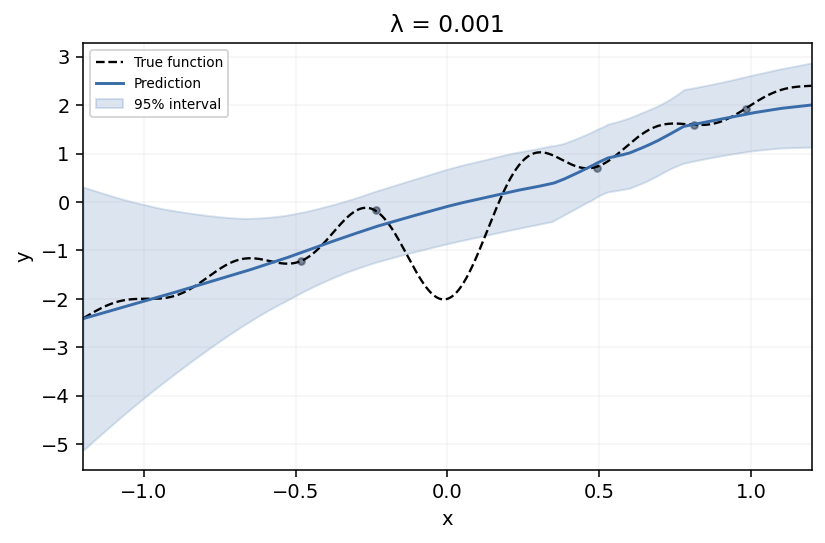 λ = 0.001
True function
Prediction
95% interval
3
2
1
0
−1
−2
−3
−4
−5
y
−1.0
−0.5
0.0
0.5
1.0
x